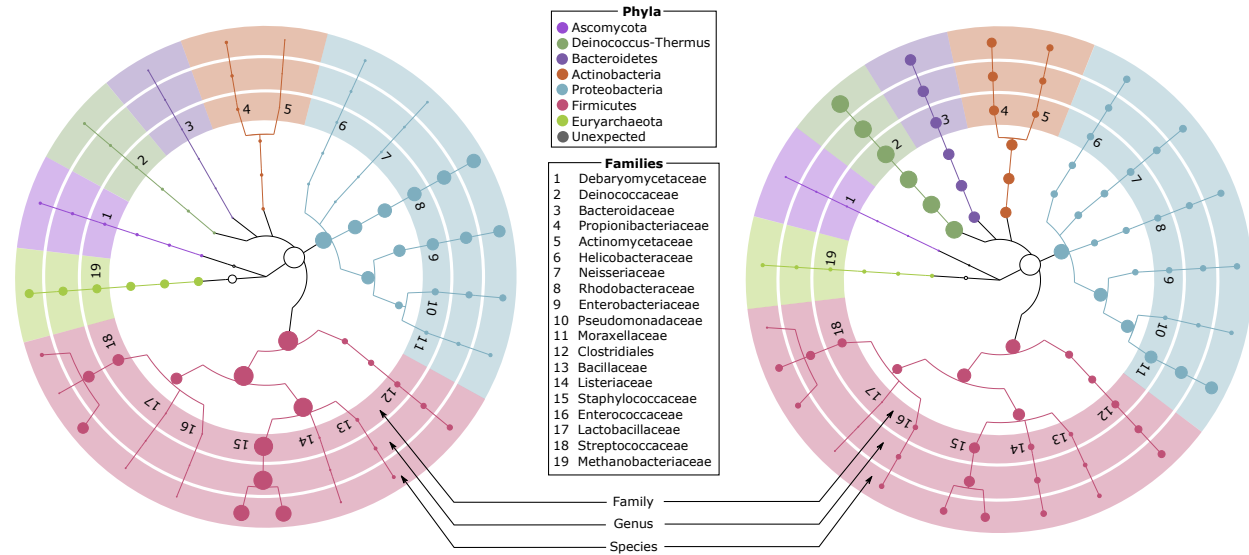 Phyla
Ascomycota
Deinococcus-Thermus
Bacteroidetes
Actinobacteria
Proteobacteria
Firmicutes
Euryarchaeota
Unexpected
Families
1 Debaryomycetaceae
2 Deinococcaceae
3 Bacteroidaceae
4 Propionibacteriaceae
5 Actinomycetaceae
6 Helicobacteraceae
7 Neisseriaceae
8 Rhodobacteraceae
9 Enterobacteriaceae
10 Pseudomonadaceae
11 Moraxellaceae
12 Clostridiales
13 Bacillaceae
14 Listeriaceae
15 Staphylococcaceae
16 Enterococcaceae
17 Lactobacillaceae
18 Streptococcaceae
19 Methanobacteriaceae
Family
Genus
Species
1
2
3
4
5
6
7
8
9
10
11
12
13
14
15
16
17
18
19
1
2
3
4
5
6
7
8
9
10
11
12
13
14
15
16
17
18
19